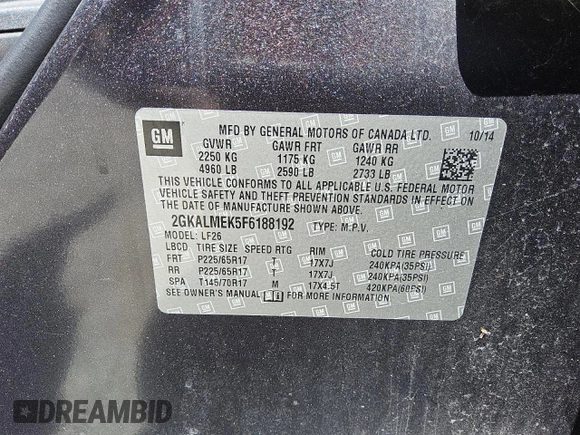 GM
MFD BY GENERAL MOTORS OF CANADA LTD. 10/14
GVWR GAWR FRT GAWR RR
2250 KG 1175 KG 1240 KG
4960 LB 2590 LB 2733 LB
THIS VEHICLE CONFORMS TO ALL APPLICABLE U.S. FEDERAL MOTOR
VEHICLE SAFETY AND THEFT PREVENTION STANDARDS IN EFFECT ON
THE DATE OF MANUFACTURE SHOWN ABOVE.
2GKALMEK5F6188192 TYPE: M.P.V.
MODEL: LF26
LBCD TIRE SIZE SPEED RTG RIM COLD TIRE PRESSURE
FRT P225/65R17 T 17X7J 240KPA(35PSI)
RR P225/65R17 T 17X7J 240KPA(35PSI)
SPA T145/70R17 M 17X4.5T 420KPA(60PSI)
SEE OWNER'S MANUAL FOR ADDITIONAL INFORMATION
DREAMBID